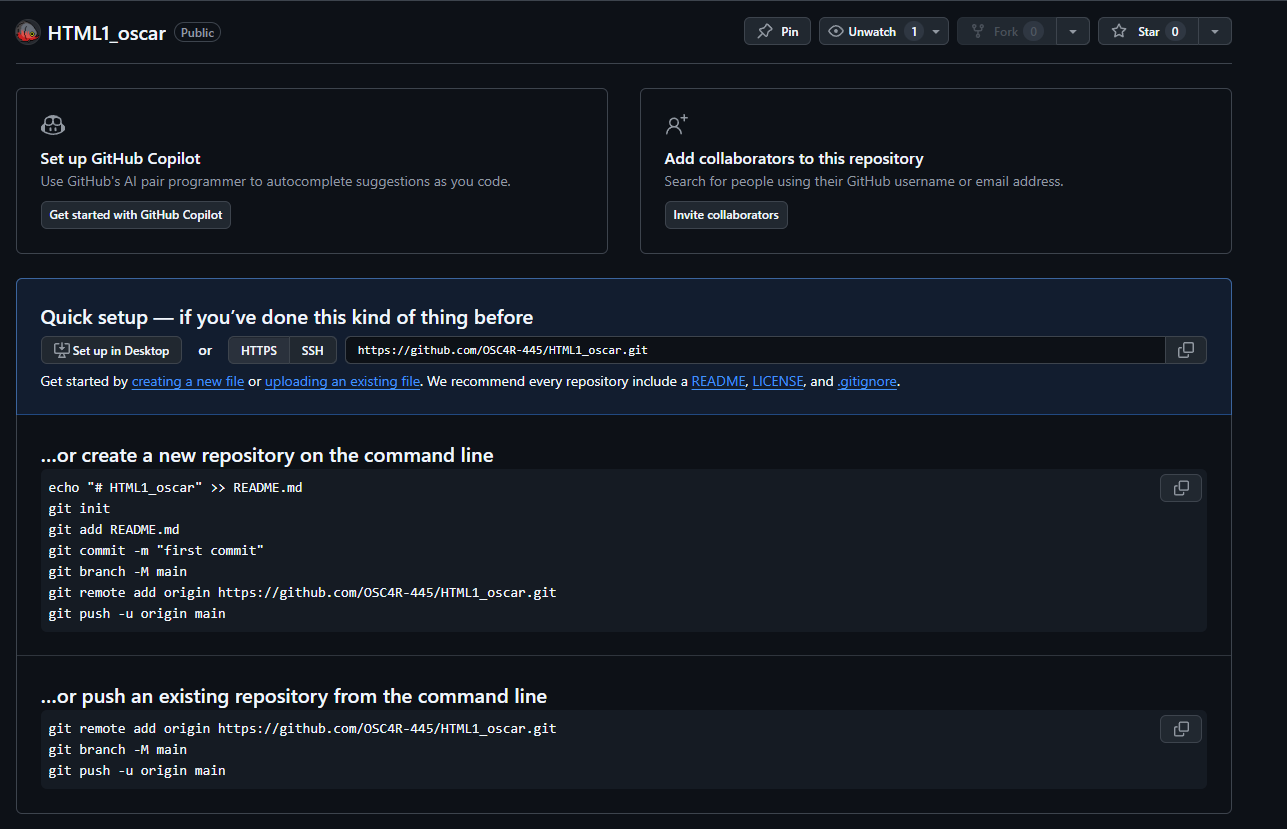 HTML1_oscar Public Pin Unwatch 1 Fork 0 Star 0
Set up GitHub Copilot
Use GitHub's AI pair programmer to autocomplete suggestions as you code.
Get started with GitHub Copilot
Add collaborators to this repository
Search for people using their GitHub username or email address.
Invite collaborators
Quick setup — if you’ve done this kind of thing before
Set up in Desktop or HTTPS SSH https://github.com/OSC4R-445/HTML1_oscar.git
Get started by creating a new file or uploading an existing file. We recommend every repository include a README, LICENSE, and .gitignore.
…or create a new repository on the command line
echo "# HTML1_oscar" >> README.md
git init
git add README.md
git commit -m "first commit"
git branch -M main
git remote add origin https://github.com/OSC4R-445/HTML1_oscar.git
git push -u origin main
…or push an existing repository from the command line
git remote add origin https://github.com/OSC4R-445/HTML1_oscar.git
git branch -M main
git push -u origin main